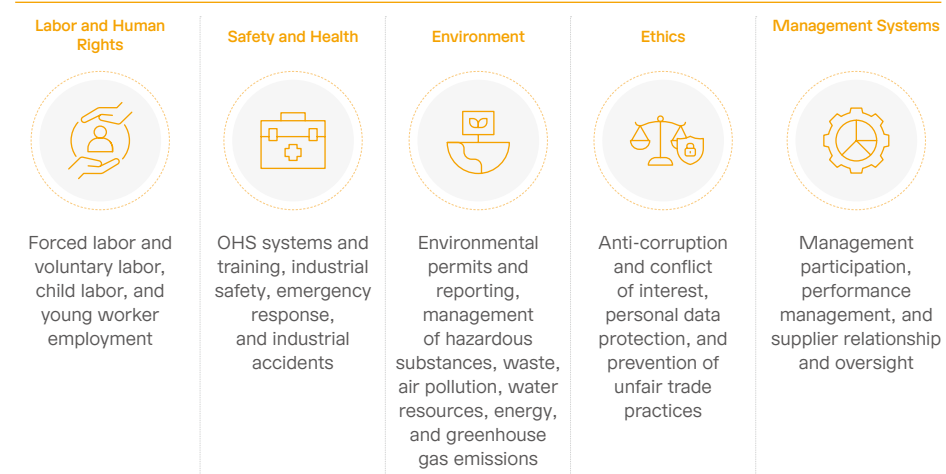 Labor and Human
Rights
Safety and Health
Environment
Ethics
Management Systems
Forced labor and
voluntary labor,
child labor, and
young worker
employment
OHS systems and
training, industrial
safety, emergency
response,
and industrial
accidents
Environmental
permits and
reporting,
management
of hazardous
substances, waste,
air pollution, water
resources, energy,
and greenhouse
gas emissions
Anti-corruption
and conflict
of interest,
personal data
protection, and
prevention of
unfair trade
practices
Management
participation,
performance
management, and
supplier relationship
and oversight